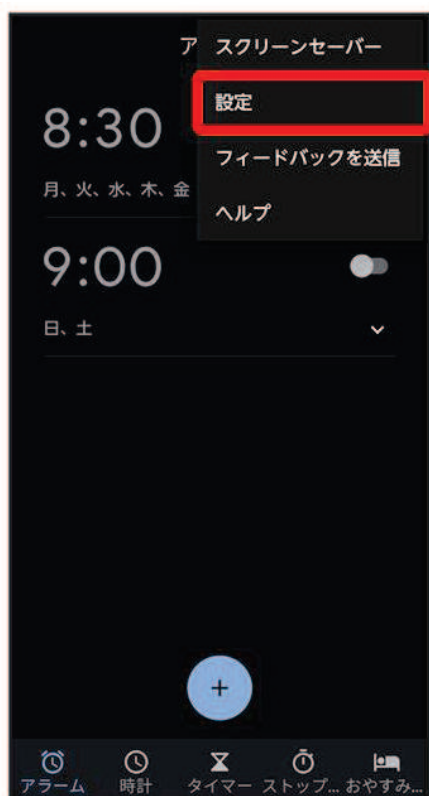 ア
スクリーンセーバー
設定
フィードバックを送信
ヘルプ
8:30
月、火、水、木、金
9:00
日、土
+
アラーム
時計
タイマー
ストップ...
おやすみ...